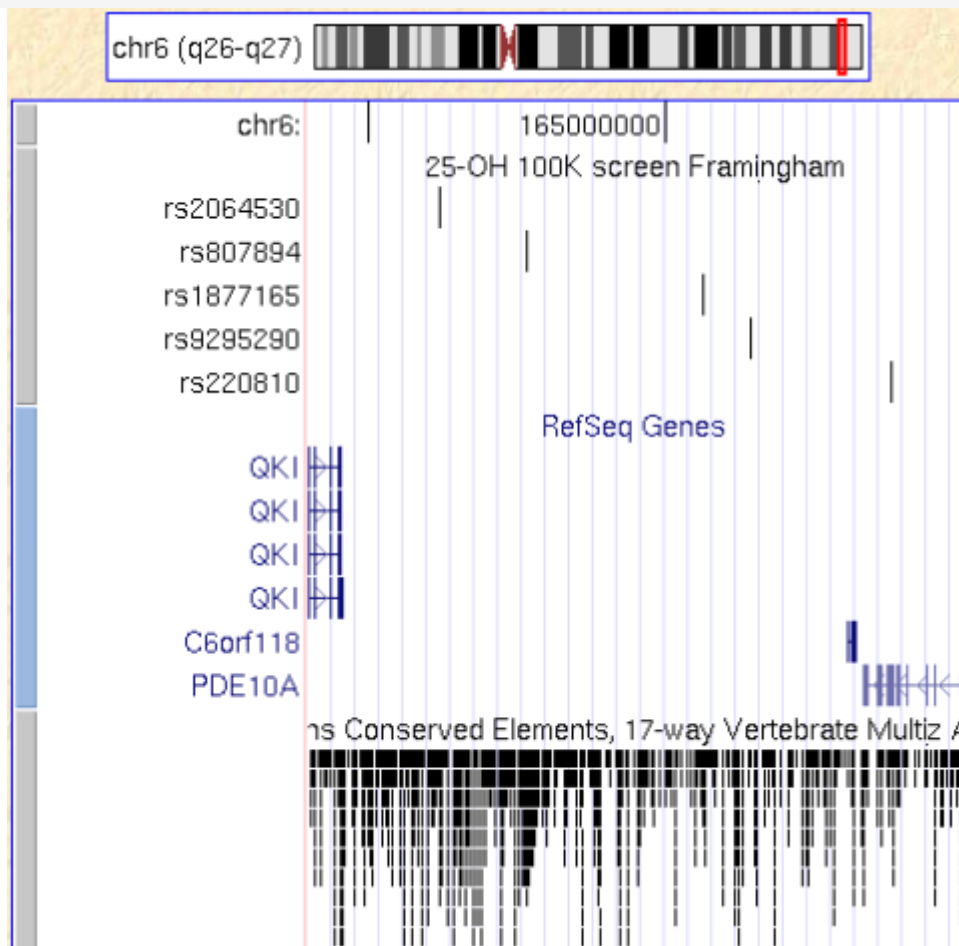 chr6 (q26-q27)
chr6: 165000000
25-OH 100K screen Framingham
rs2064530
rs807894
rs1877165
rs9295290
rs220810
RefSeq Genes
QKI
QKI
QKI
QKI
C6orf118
PDE10A
ns Conserved Elements, 17-way Vertebrate Multiz A